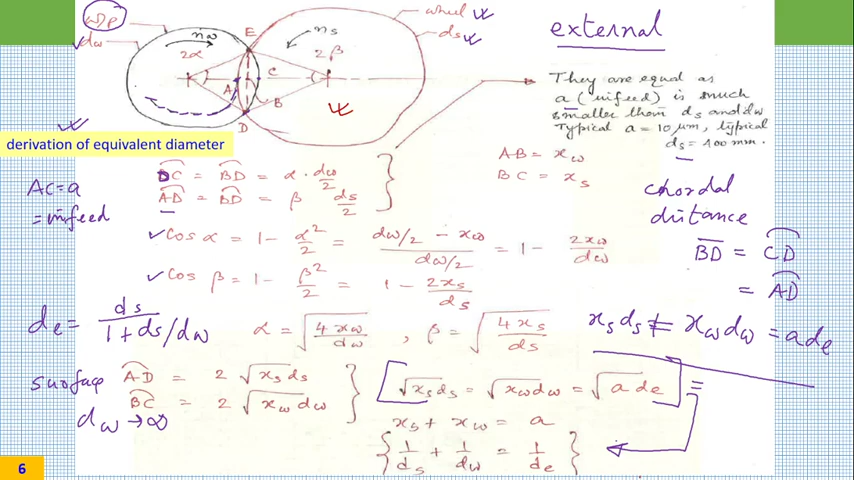 w/p
dw
nw
2α
E
ns
2β
A
C
B
D
wheel
ds
external
They are equal as
a (infeed) is much
smaller than ds and dw
Typical a = 10 μm, typical
ds = 400 mm.
derivation of equivalent diameter
AB = xw
BC = xs
AC = a
= infeed
DC = BD = α · dw/2
AD = BD = β ds/2
chordal
distance
BD = CD
= AD
✓ Cos α = 1 - α²/2 = (dw/2 - xw)/(dw/2) = 1 - 2xw/dw
✓ Cos β = 1 - β²/2 = 1 - 2xs/ds
de = ds/(1 + ds/dw)
α = √(4xw/dw) , β = √(4xs/ds)
xs ds = xw dw = a de
surface
dw → ∞
AD = 2 √xs ds
BC = 2 √xw dw
√xs ds = √xw dw = √a de =
xs + xw = a
{ 1/ds + 1/dw = 1/de }
6